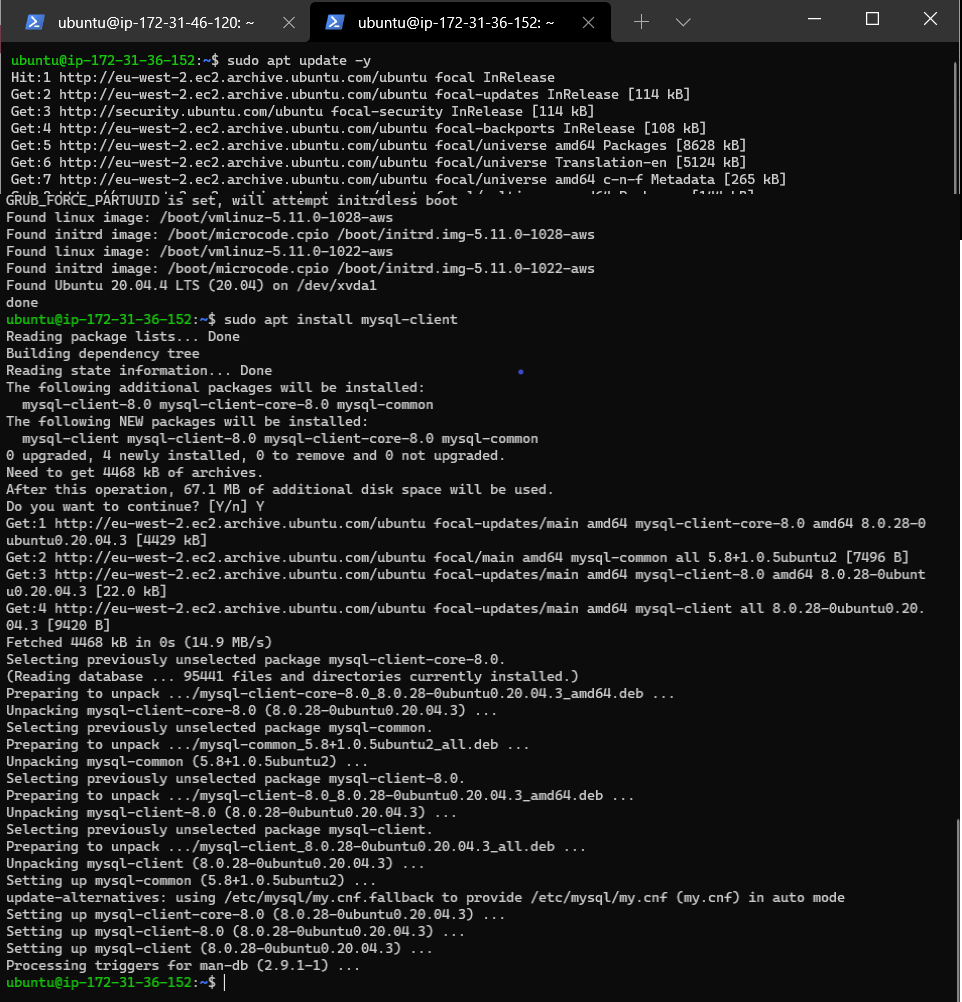 ubuntu@ip-172-31-46-120: ~
ubuntu@ip-172-31-36-152: ~
ubuntu@ip-172-31-36-152:~$ sudo apt update -y
Hit:1 http://eu-west-2.ec2.archive.ubuntu.com/ubuntu focal InRelease
Get:2 http://eu-west-2.ec2.archive.ubuntu.com/ubuntu focal-updates InRelease [114 kB]
Get:3 http://security.ubuntu.com/ubuntu focal-security InRelease [114 kB]
Get:4 http://eu-west-2.ec2.archive.ubuntu.com/ubuntu focal-backports InRelease [108 kB]
Get:5 http://eu-west-2.ec2.archive.ubuntu.com/ubuntu focal/universe amd64 Packages [8628 kB]
Get:6 http://eu-west-2.ec2.archive.ubuntu.com/ubuntu focal/universe Translation-en [5124 kB]
Get:7 http://eu-west-2.ec2.archive.ubuntu.com/ubuntu focal/universe amd64 c-n-f Metadata [265 kB]
GRUB_FORCE_PARTUUID is set, will attempt initrdless boot
Found linux image: /boot/vmlinuz-5.11.0-1028-aws
Found initrd image: /boot/microcode.cpio /boot/initrd.img-5.11.0-1028-aws
Found linux image: /boot/vmlinuz-5.11.0-1022-aws
Found initrd image: /boot/microcode.cpio /boot/initrd.img-5.11.0-1022-aws
Found Ubuntu 20.04.4 LTS (20.04) on /dev/xvda1
done
ubuntu@ip-172-31-36-152:~$ sudo apt install mysql-client
Reading package lists... Done
Building dependency tree
Reading state information... Done
The following additional packages will be installed:
  mysql-client-8.0 mysql-client-core-8.0 mysql-common
The following NEW packages will be installed:
  mysql-client mysql-client-8.0 mysql-client-core-8.0 mysql-common
0 upgraded, 4 newly installed, 0 to remove and 0 not upgraded.
Need to get 4468 kB of archives.
After this operation, 67.1 MB of additional disk space will be used.
Do you want to continue? [Y/n] Y
Get:1 http://eu-west-2.ec2.archive.ubuntu.com/ubuntu focal-updates/main amd64 mysql-client-core-8.0 amd64 8.0.28-0
ubuntu0.20.04.3 [4429 kB]
Get:2 http://eu-west-2.ec2.archive.ubuntu.com/ubuntu focal/main amd64 mysql-common all 5.8+1.0.5ubuntu2 [7496 B]
Get:3 http://eu-west-2.ec2.archive.ubuntu.com/ubuntu focal-updates/main amd64 mysql-client-8.0 amd64 8.0.28-0ubunt
u0.20.04.3 [22.0 kB]
Get:4 http://eu-west-2.ec2.archive.ubuntu.com/ubuntu focal-updates/main amd64 mysql-client all 8.0.28-0ubuntu0.20.
04.3 [9420 B]
Fetched 4468 kB in 0s (14.9 MB/s)
Selecting previously unselected package mysql-client-core-8.0.
(Reading database ... 95441 files and directories currently installed.)
Preparing to unpack .../mysql-client-core-8.0_8.0.28-0ubuntu0.20.04.3_amd64.deb ...
Unpacking mysql-client-core-8.0 (8.0.28-0ubuntu0.20.04.3) ...
Selecting previously unselected package mysql-common.
Preparing to unpack .../mysql-common_5.8+1.0.5ubuntu2_all.deb ...
Unpacking mysql-common (5.8+1.0.5ubuntu2) ...
Selecting previously unselected package mysql-client-8.0.
Preparing to unpack .../mysql-client-8.0_8.0.28-0ubuntu0.20.04.3_amd64.deb ...
Unpacking mysql-client-8.0 (8.0.28-0ubuntu0.20.04.3) ...
Selecting previously unselected package mysql-client.
Preparing to unpack .../mysql-client_8.0.28-0ubuntu0.20.04.3_all.deb ...
Unpacking mysql-client (8.0.28-0ubuntu0.20.04.3) ...
Setting up mysql-common (5.8+1.0.5ubuntu2) ...
update-alternatives: using /etc/mysql/my.cnf.fallback to provide /etc/mysql/my.cnf (my.cnf) in auto mode
Setting up mysql-client-core-8.0 (8.0.28-0ubuntu0.20.04.3) ...
Setting up mysql-client-8.0 (8.0.28-0ubuntu0.20.04.3) ...
Setting up mysql-client (8.0.28-0ubuntu0.20.04.3) ...
Processing triggers for man-db (2.9.1-1) ...
ubuntu@ip-172-31-36-152:~$